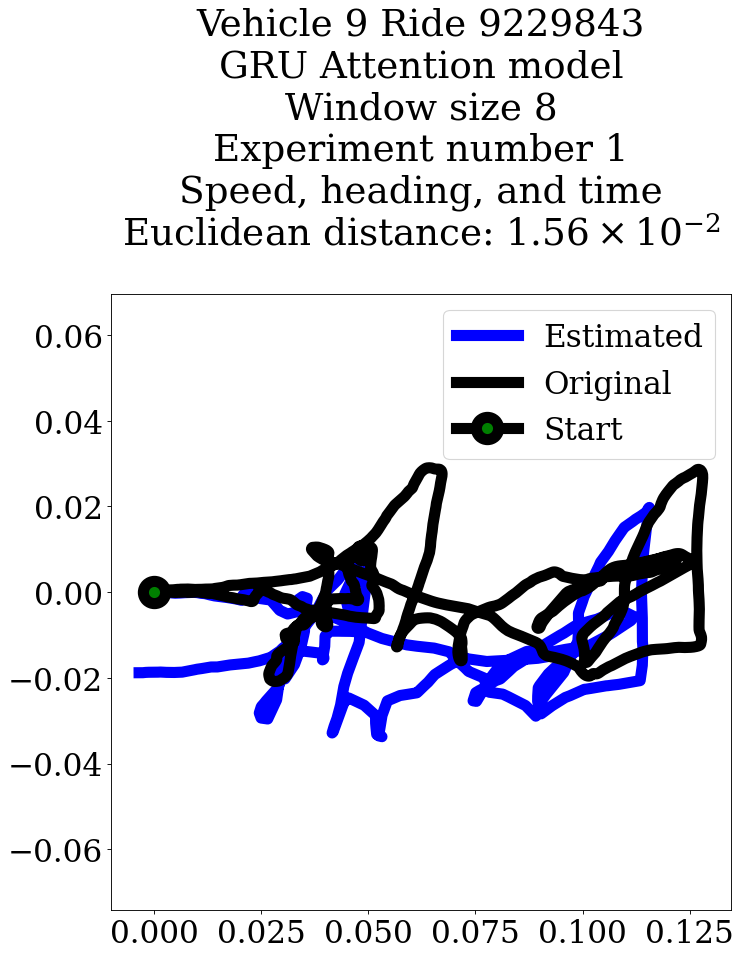 Vehicle 9 Ride 9229843
GRU Attention model
Window size 8
Experiment number 1
Speed, heading, and time
Euclidean distance: 1.56 × 10⁻²
Estimated
Original
Start
0.06
0.04
0.02
0.00
−0.02
−0.04
−0.06
0.000 0.025 0.050 0.075 0.100 0.125